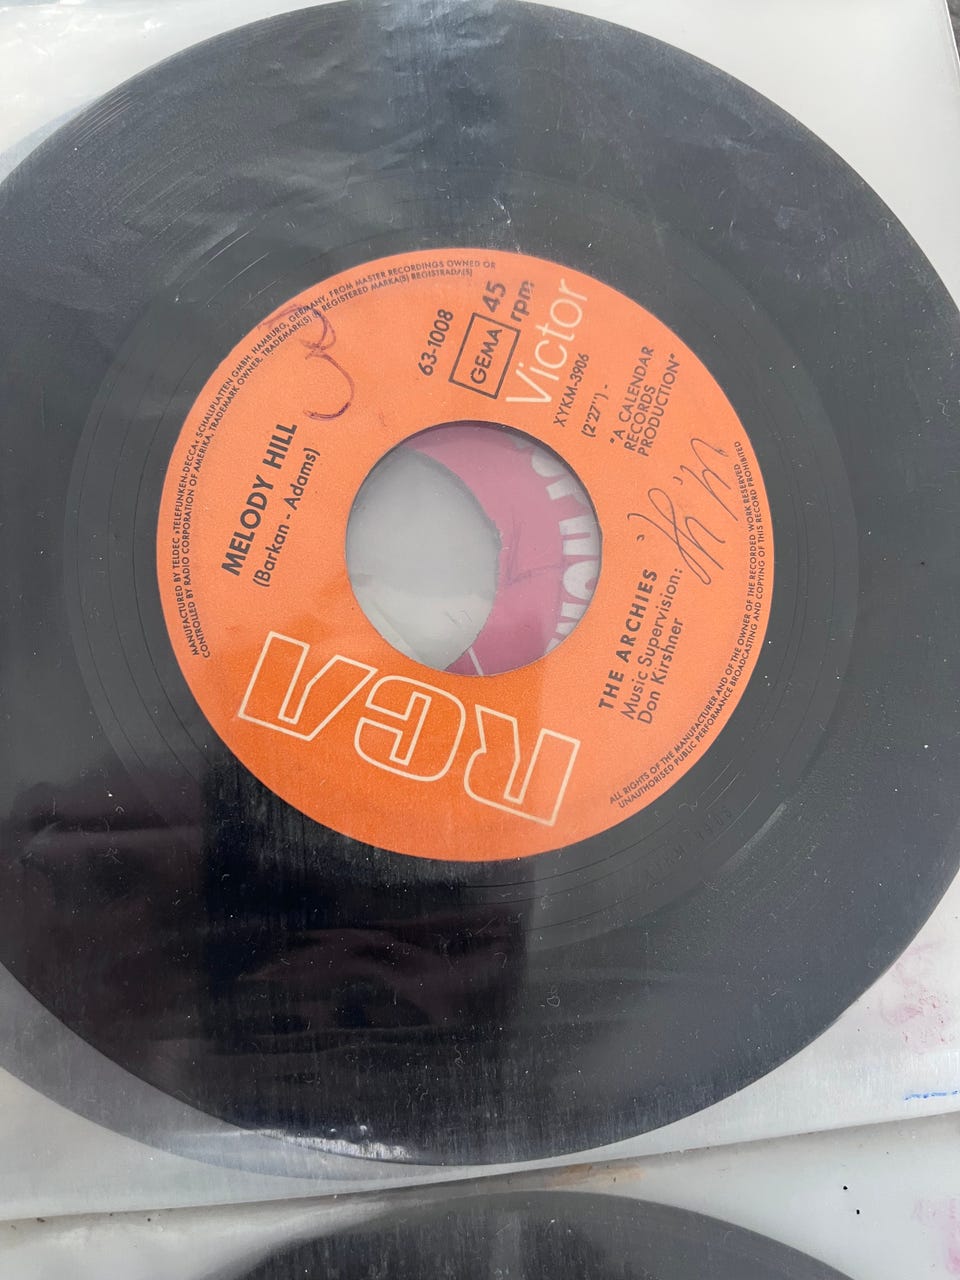 MELODY HILL
(Barkan - Adams)
63-1008
GEMA
45
rpm
Victor
XYKM-3906
(2'27") -
"A CALENDAR
RECORDS
PRODUCTION"
THE ARCHIES
Music Supervision:
Don Kirshner
RCA
MANUFACTURED BY TELDEC »TELEFUNKEN-DECCA« SCHALLPLATTEN GMBH, HAMBURG, GERMANY, FROM MASTER RECORDINGS OWNED OR
CONTROLLED BY RADIO CORPORATION OF AMERIKA, TRADEMARK OWNER. TRADEMARK(S) ® REGISTERED MARKA(S) REGISTRADA(S)
ALL RIGHTS OF THE MANUFACTURER AND OF THE OWNER OF THE RECORDED WORK RESERVED
UNAUTHORISED PUBLIC PERFORMANCE BROADCASTING AND COPYING OF THIS RECORD PROHIBITED